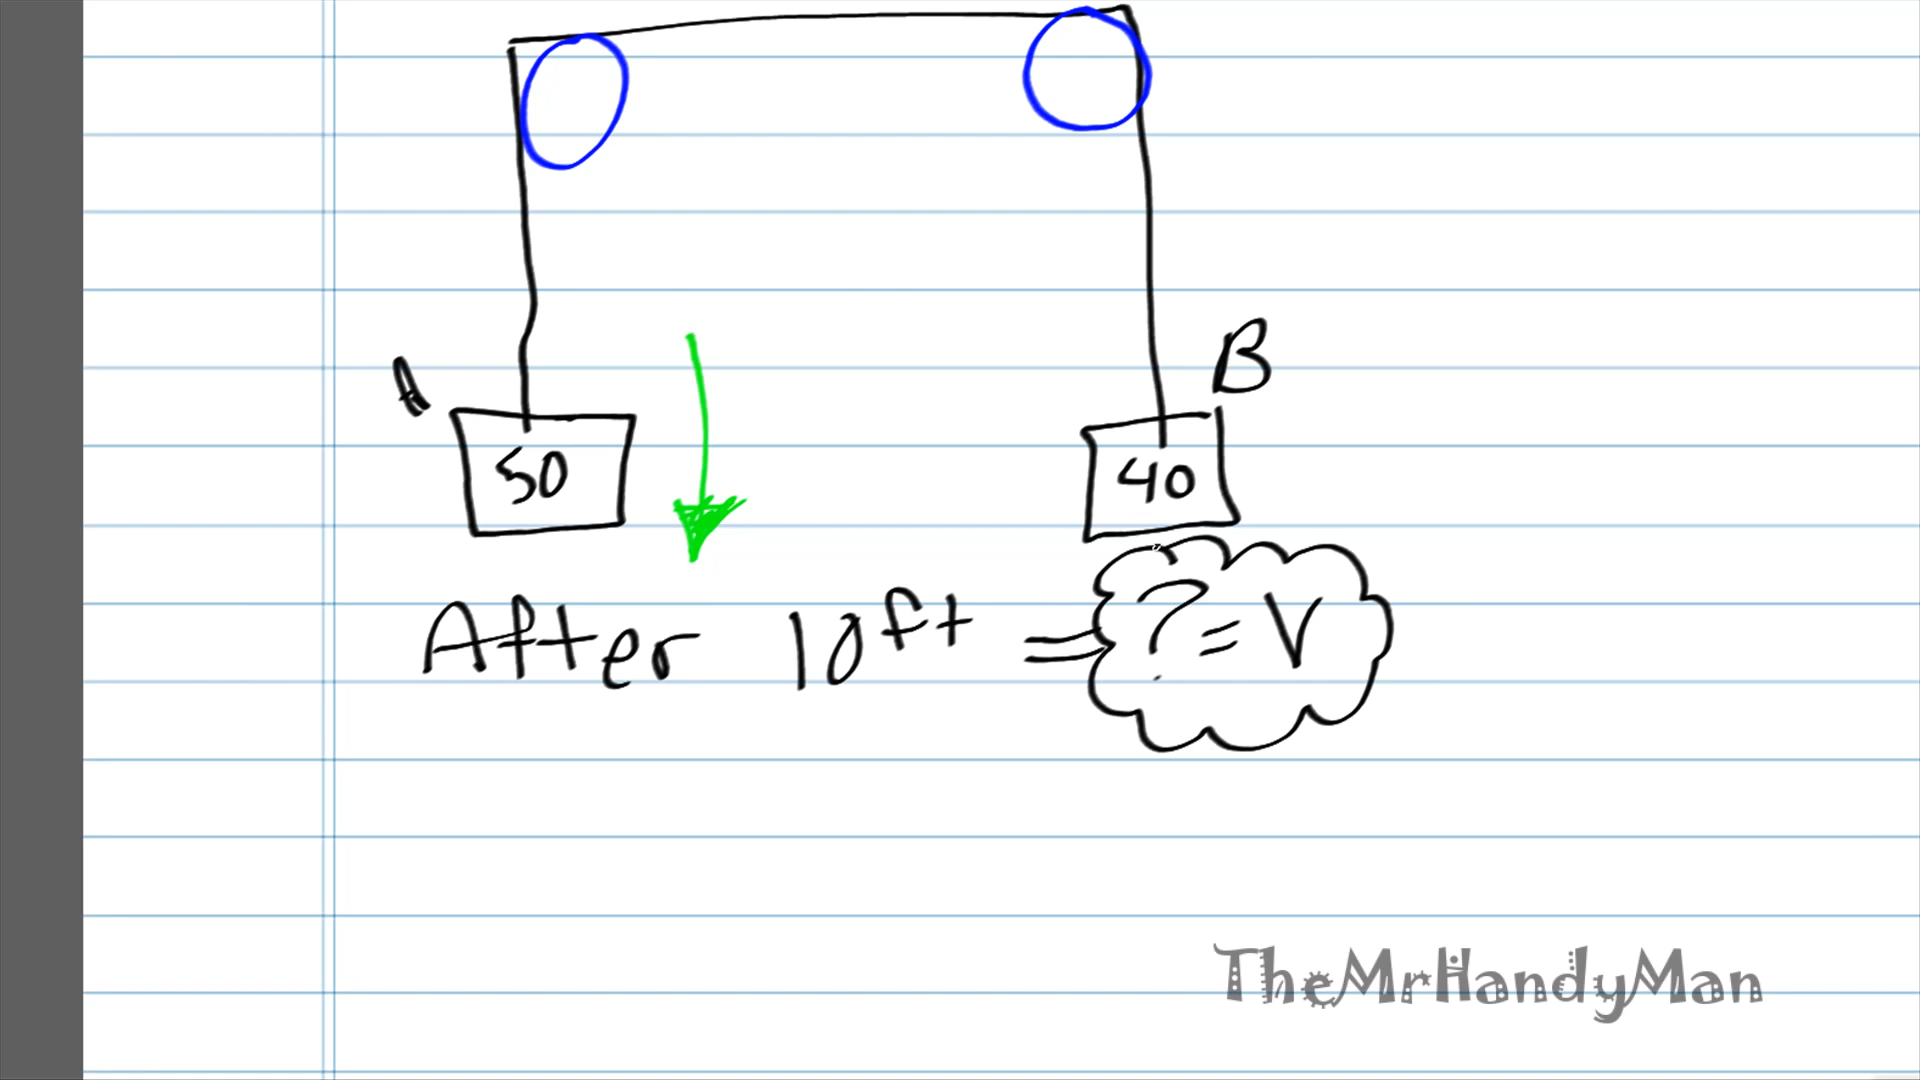 A
B
50
40
After 10ft = ? = V
TheMrHandyMan